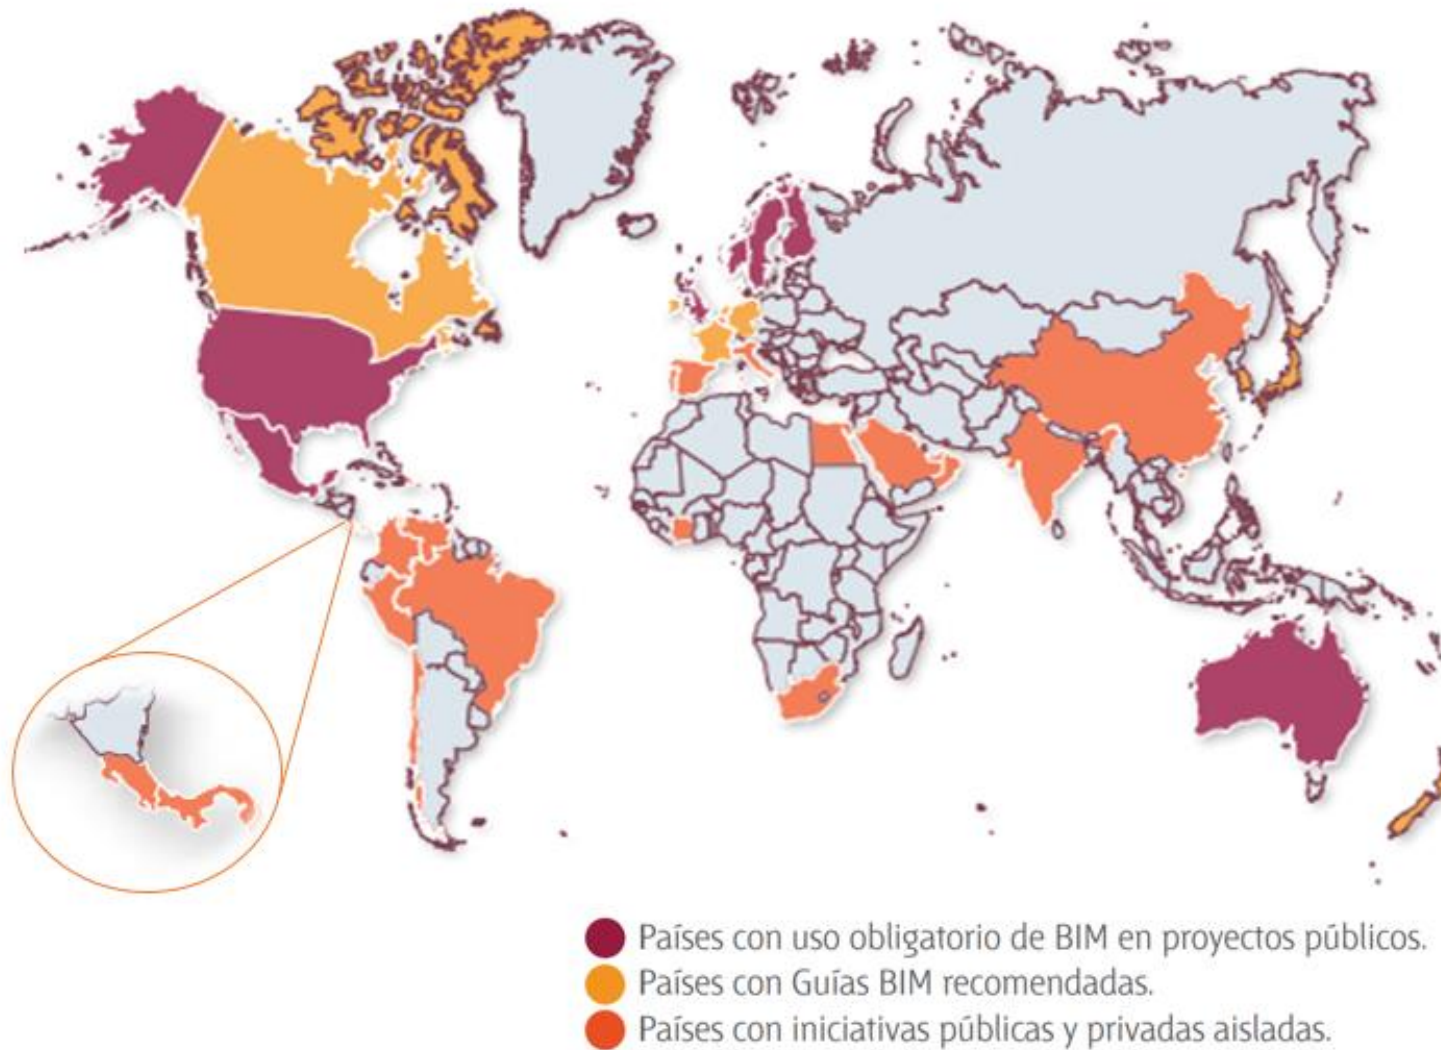 Países con uso obligatorio de BIM en proyectos públicos.
Países con Guías BIM recomendadas.
Países con iniciativas públicas y privadas aisladas.